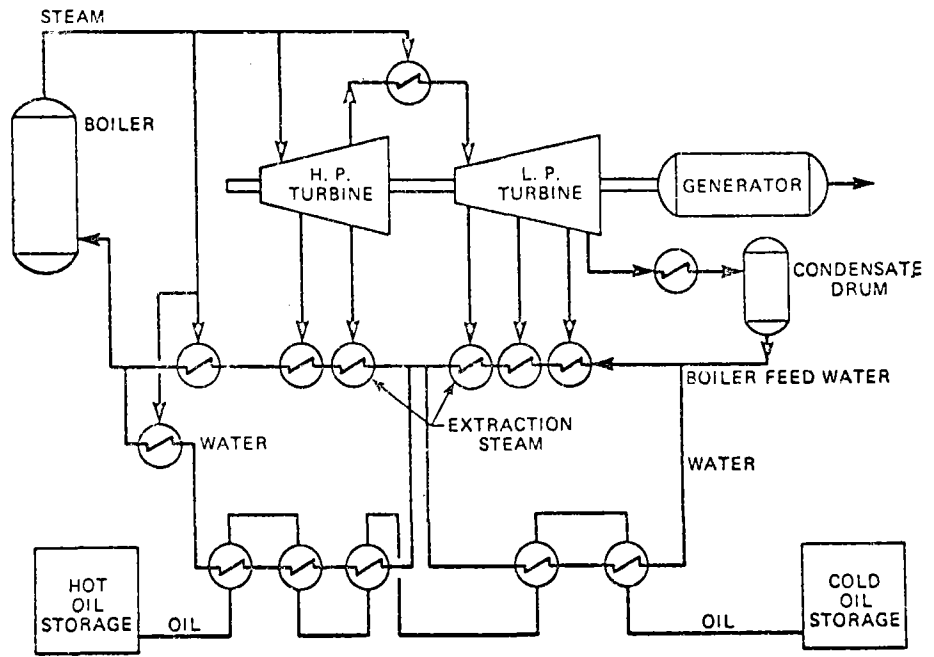 STEAM
BOILER
H. P.
TURBINE
L. P.
TURBINE
GENERATOR
CONDENSATE
DRUM
BOILER FEED WATER
EXTRACTION
STEAM
WATER
WATER
HOT
OIL
STORAGE
OIL
OIL
COLD
OIL
STORAGE